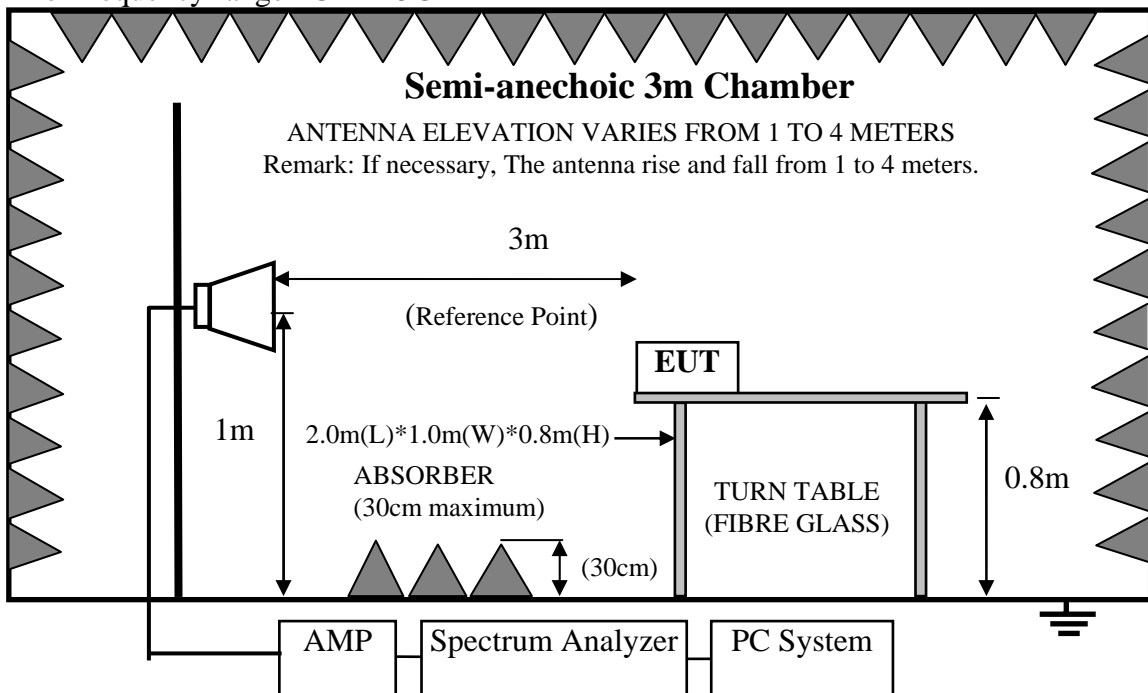 Semi-anechoic 3m Chamber
ANTENNA ELEVATION VARIES FROM 1 TO 4 METERS
Remark: If necessary, The antenna rise and fall from 1 to 4 meters.
3m
(Reference Point)
EUT
1m
2.0m(L)*1.0m(W)*0.8m(H)
ABSORBER
(30cm maximum)
TURN TABLE
(FIBRE GLASS)
0.8m
(30cm)
AMP
Spectrum Analyzer
PC System